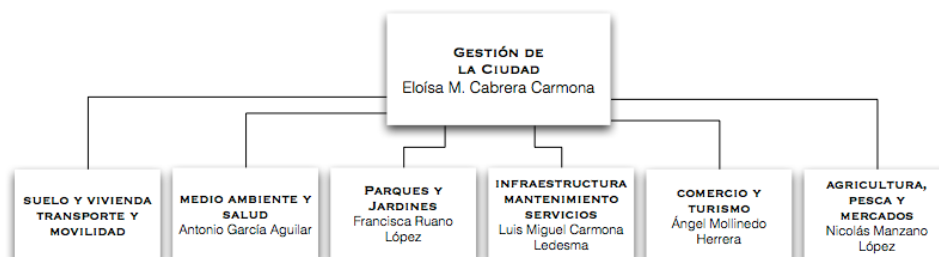 GESTIÓN DE
LA CIUDAD
Eloísa M. Cabrera Carmona
SUELO Y VIVIENDA
TRANSPORTE Y
MOVILIDAD
MEDIO AMBIENTE Y
SALUD
Antonio García Aguilar
PARQUES Y
JARDINES
Francisca Ruano
López
INFRAESTRUCTURA
MANTENIMIENTO
SERVICIOS
Luis Miguel Carmona
Ledesma
COMERCIO Y
TURISMO
Ángel Mollinedo
Herrera
AGRICULTURA,
PESCA Y
MERCADOS
Nicolás Manzano
López